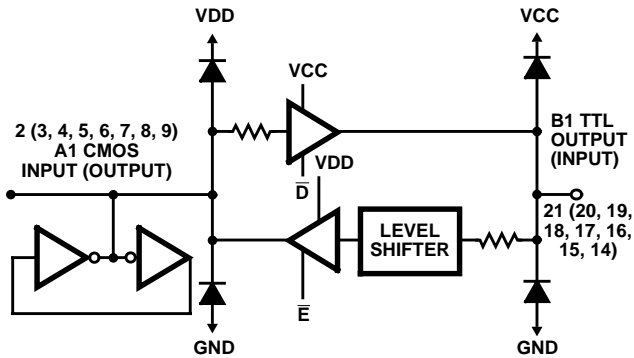 VDD
VCC
VCC
2 (3, 4, 5, 6, 7, 8, 9)
A1 CMOS
INPUT (OUTPUT)
B1 TTL
OUTPUT
(INPUT)
D̅
VDD
21 (20, 19,
18, 17, 16,
15, 14)
LEVEL
SHIFTER
E̅
GND
GND